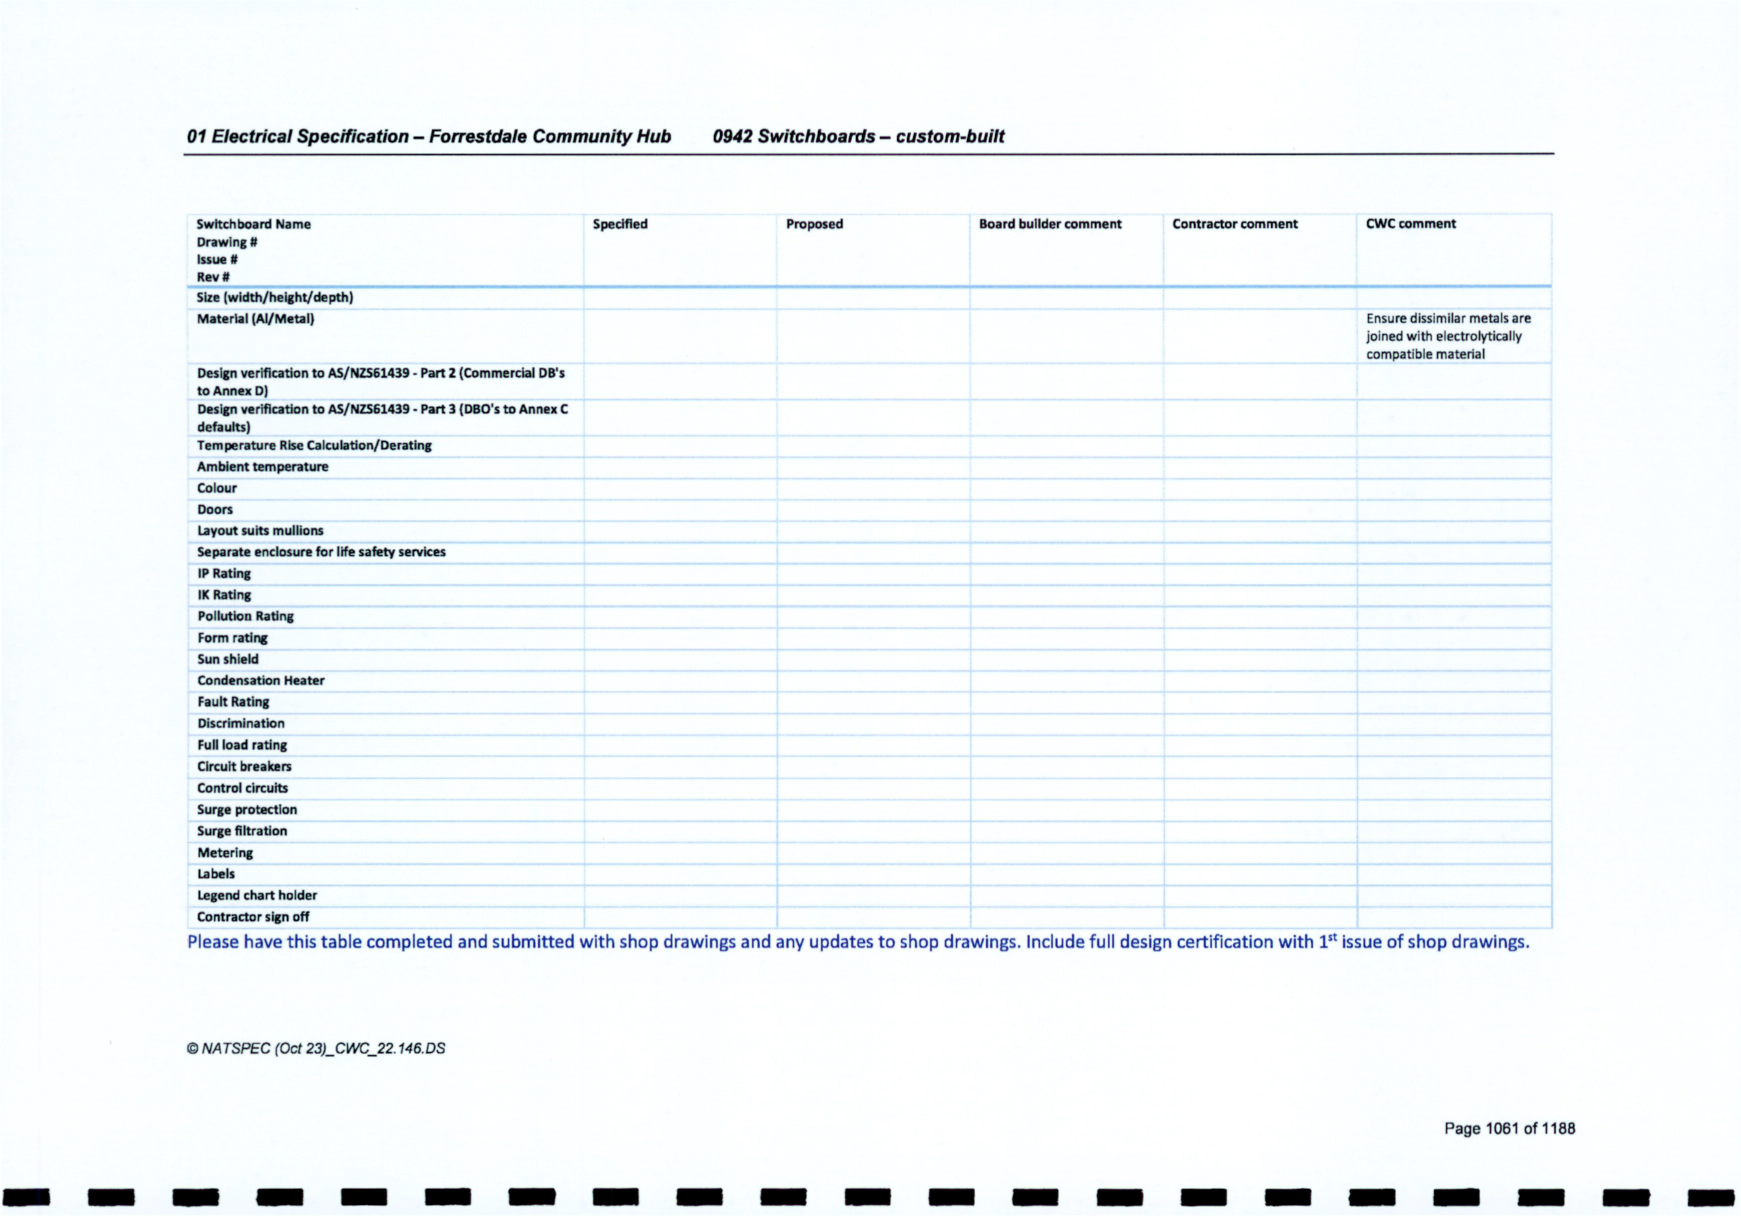 01 Electrical Specification – Forrestdale Community Hub 0942 Switchboards – custom-built
Switchboard Name Specified Proposed Board builder comment Contractor comment CWC comment
Drawing #
Issue #
Rev #
Size (width/height/depth)
Material (Al/Metal) Ensure dissimilar metals are
joined with electrolytically
compatible material
Design verification to AS/NZS61439 - Part 2 (Commercial DB's
to Annex D)
Design verification to AS/NZS61439 - Part 3 (DBO's to Annex C
defaults)
Temperature Rise Calculation/Derating
Ambient temperature
Colour
Doors
Layout suits mullions
Separate enclosure for life safety services
IP Rating
IK Rating
Pollution Rating
Form rating
Sun shield
Condensation Heater
Fault Rating
Discrimination
Full load rating
Circuit breakers
Control circuits
Surge protection
Surge filtration
Metering
Labels
Legend chart holder
Contractor sign off
Please have this table completed and submitted with shop drawings and any updates to shop drawings. Include full design certification with 1st issue of shop drawings.
© NATSPEC (Oct 23)_CWC_22.146.DS
Page 1061 of 1188